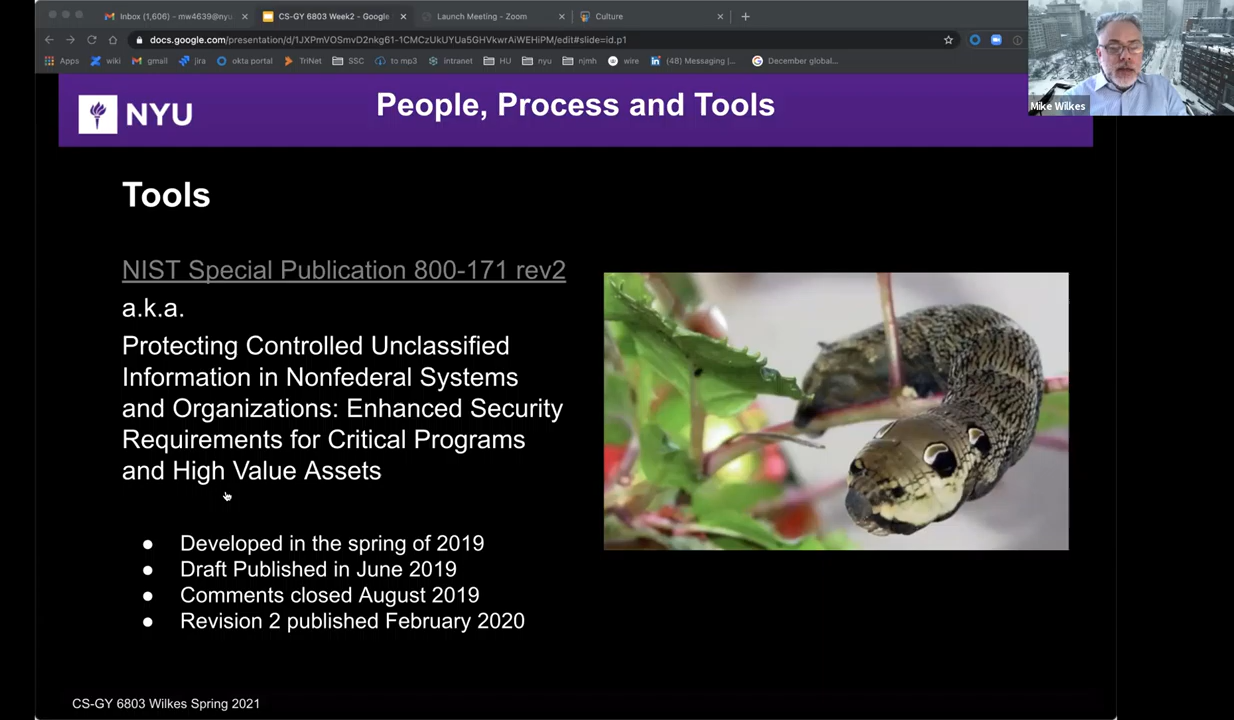 Inbox (1,606) - mw4639@nyu
CS-GY 6803 Week2 - Google
Launch Meeting - Zoom
Culture
docs.google.com/presentation/d/1JXPmVOSmvD2nkg61-1CMCzUkUYUa5GHVkwrAiWEHiPM/edit#slide=id.p1
Apps wiki gmail jira okta portal TriNet SSC to mp3 intranet HU nyu njmh wire (48) Messaging |... December global...
Mike Wilkes
NYU
People, Process and Tools
Tools
NIST Special Publication 800-171 rev2
a.k.a.
Protecting Controlled Unclassified
Information in Nonfederal Systems
and Organizations: Enhanced Security
Requirements for Critical Programs
and High Value Assets
● Developed in the spring of 2019
● Draft Published in June 2019
● Comments closed August 2019
● Revision 2 published February 2020
CS-GY 6803 Wilkes Spring 2021